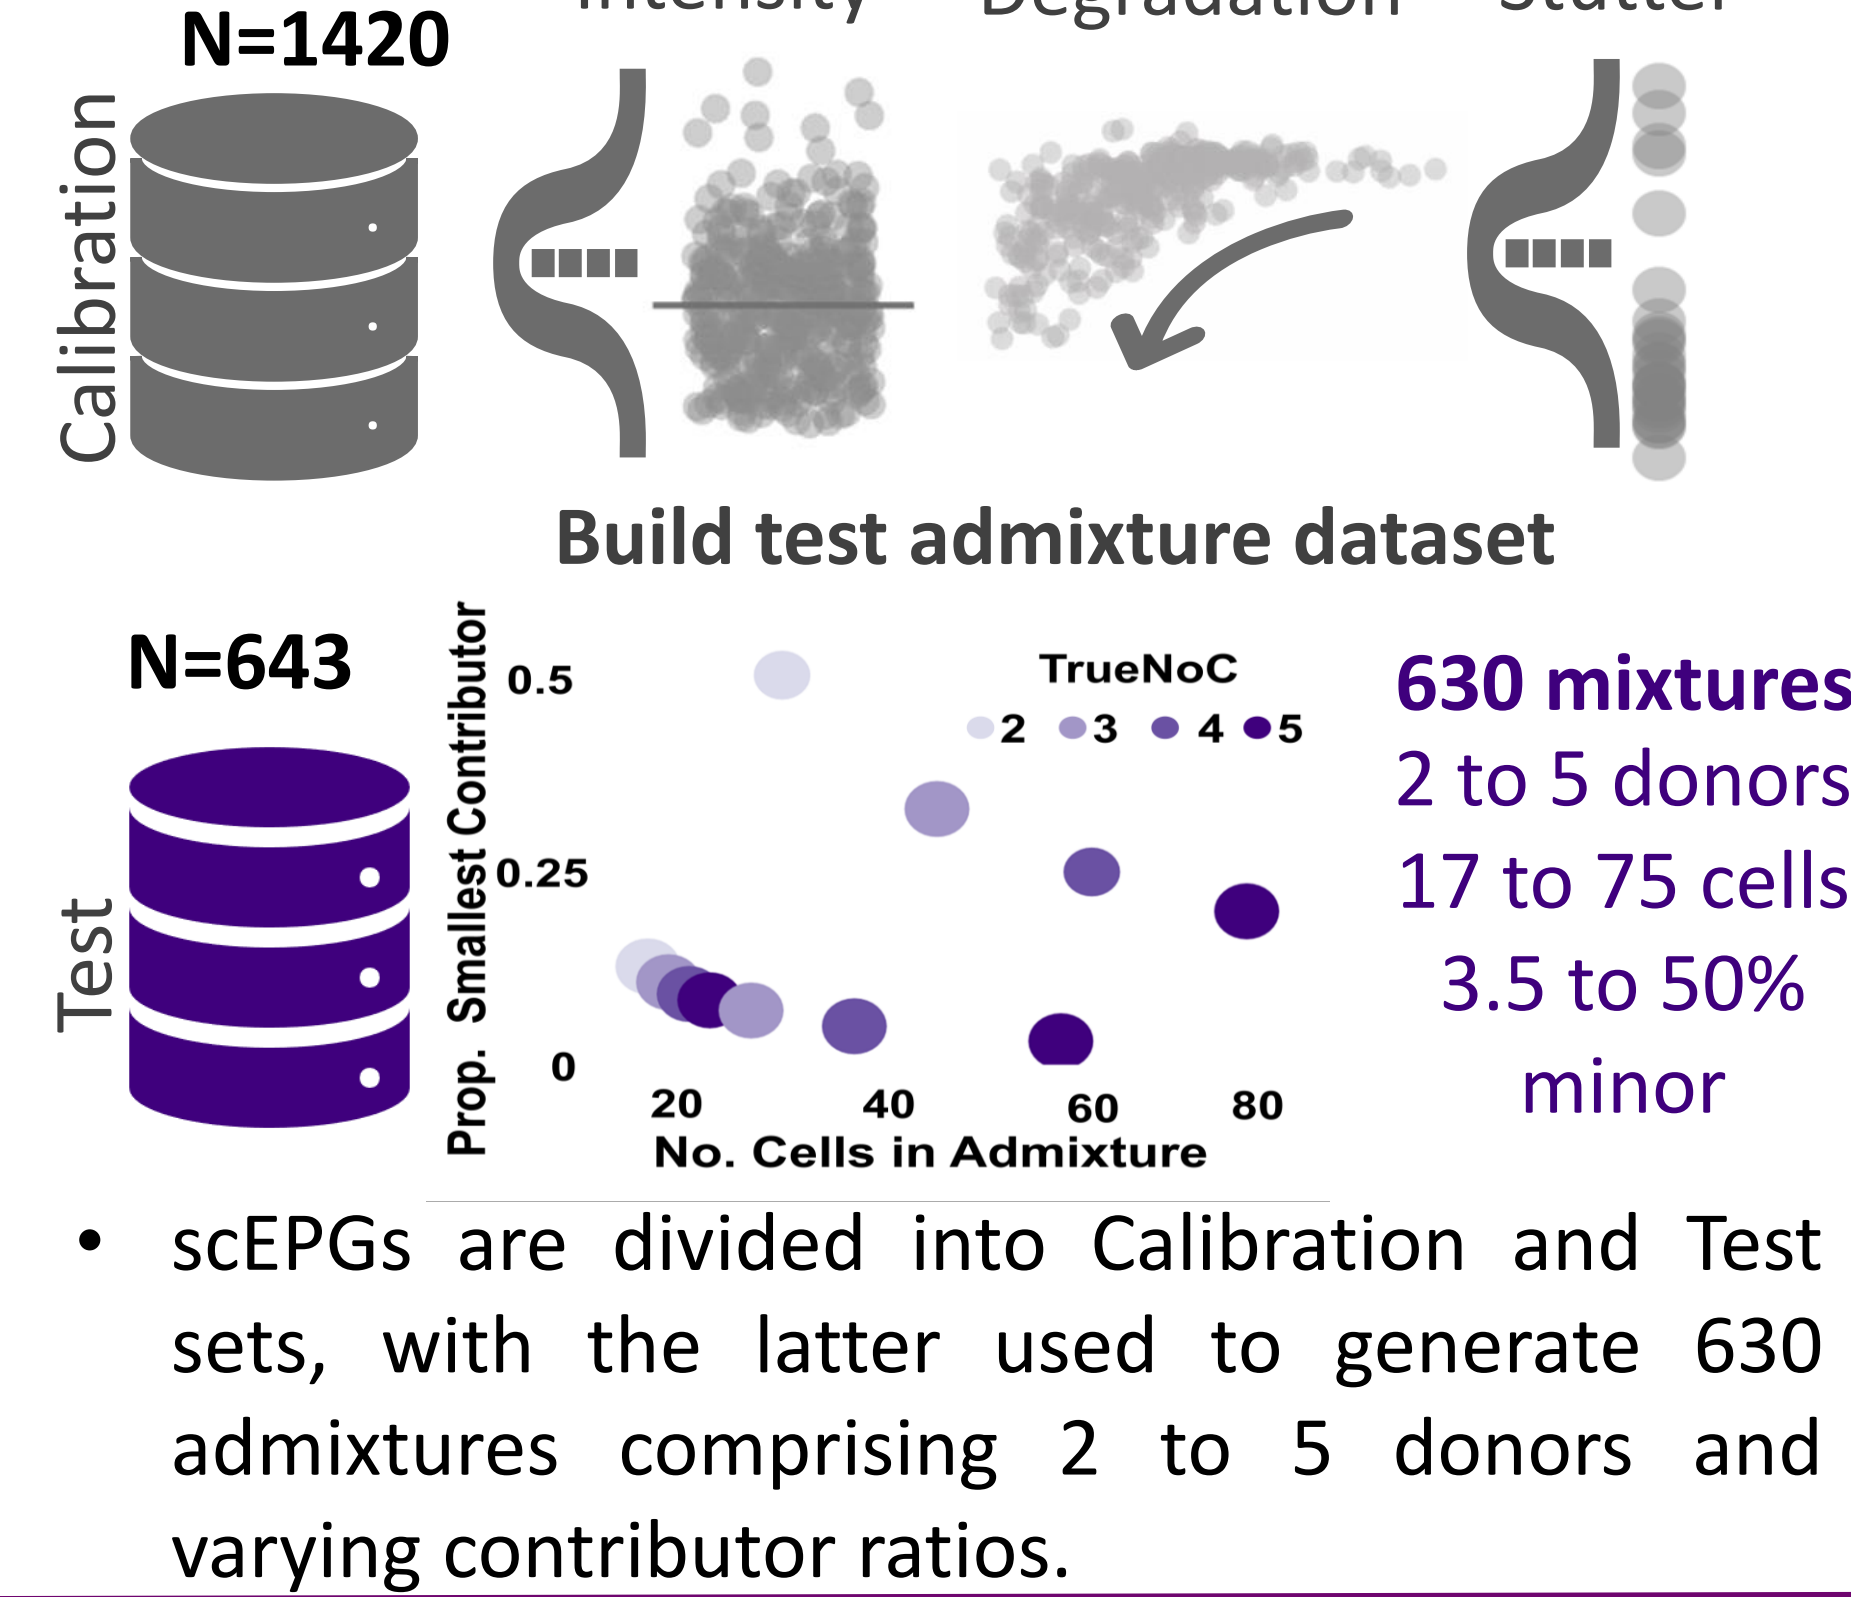 Intensity Degradation Stutter
N=1420
Calibration
Build test admixture dataset
N=643
Test
Prop. Smallest Contributor
0.5
0.25
0
TrueNoC
2 3 4 5
20 40 60 80
No. Cells in Admixture
630 mixtures
2 to 5 donors
17 to 75 cells
3.5 to 50%
minor
• scEPGs are divided into Calibration and Test
sets, with the latter used to generate 630
admixtures comprising 2 to 5 donors and
varying contributor ratios.